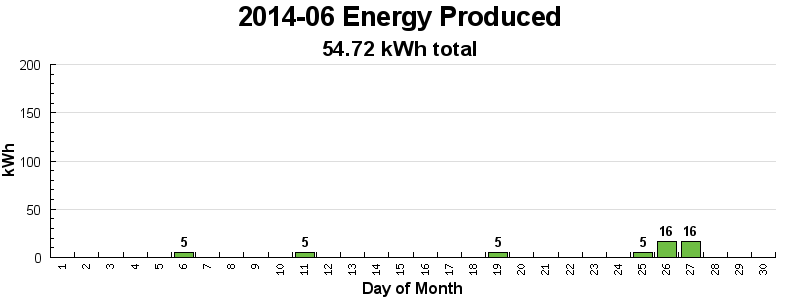 2014-06 Energy Produced
54.72 kWh total
kWh
200
150
100
50
0
5 5 5 5 16 16
1 2 3 4 5 6 7 8 9 10 11 12 13 14 15 16 17 18 19 20 21 22 23 24 25 26 27 28 29 30
Day of Month